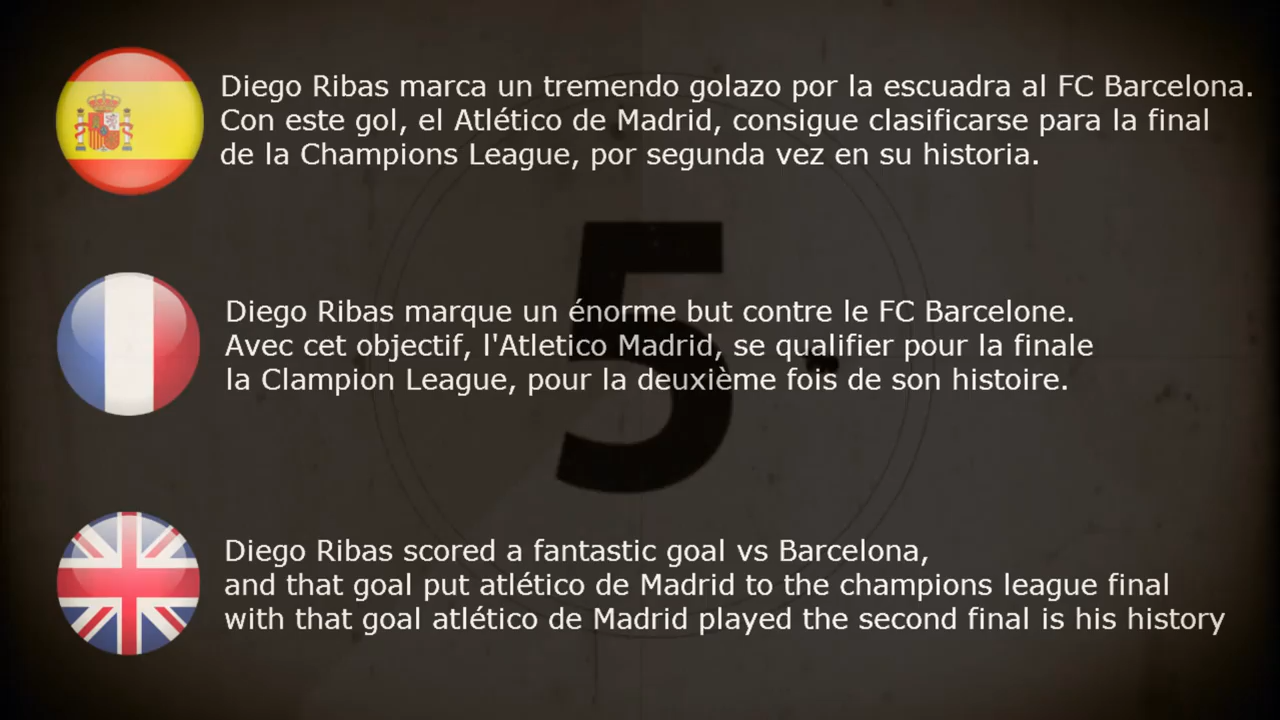 Diego Ribas marca un tremendo golazo por la escuadra al FC Barcelona.
Con este gol, el Atlético de Madrid, consigue clasificarse para la final
de la Champions League, por segunda vez en su historia.
5
Diego Ribas marque un énorme but contre le FC Barcelone.
Avec cet objectif, l'Atletico Madrid, se qualifier pour la finale
la Clampion League, pour la deuxième fois de son histoire.
Diego Ribas scored a fantastic goal vs Barcelona,
and that goal put atlético de Madrid to the champions league final
with that goal atlético de Madrid played the second final is his history